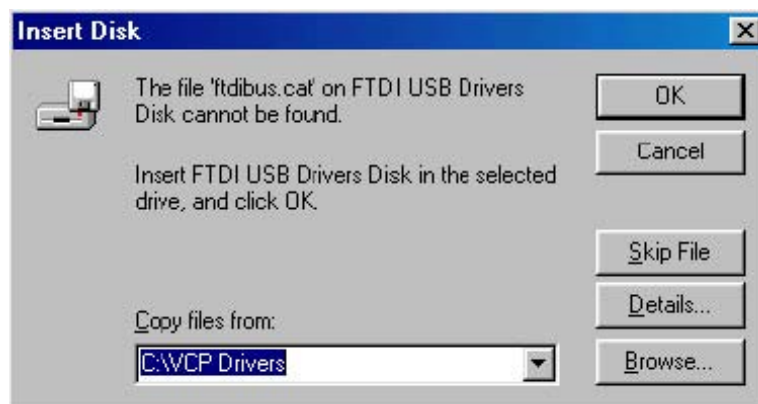 Insert Disk
The file 'ftdibus.cat' on FTDI USB Drivers
Disk cannot be found.
Insert FTDI USB Drivers Disk in the selected
drive, and click OK.
Copy files from:
C:\VCP Drivers
OK
Cancel
Skip File
Details...
Browse...